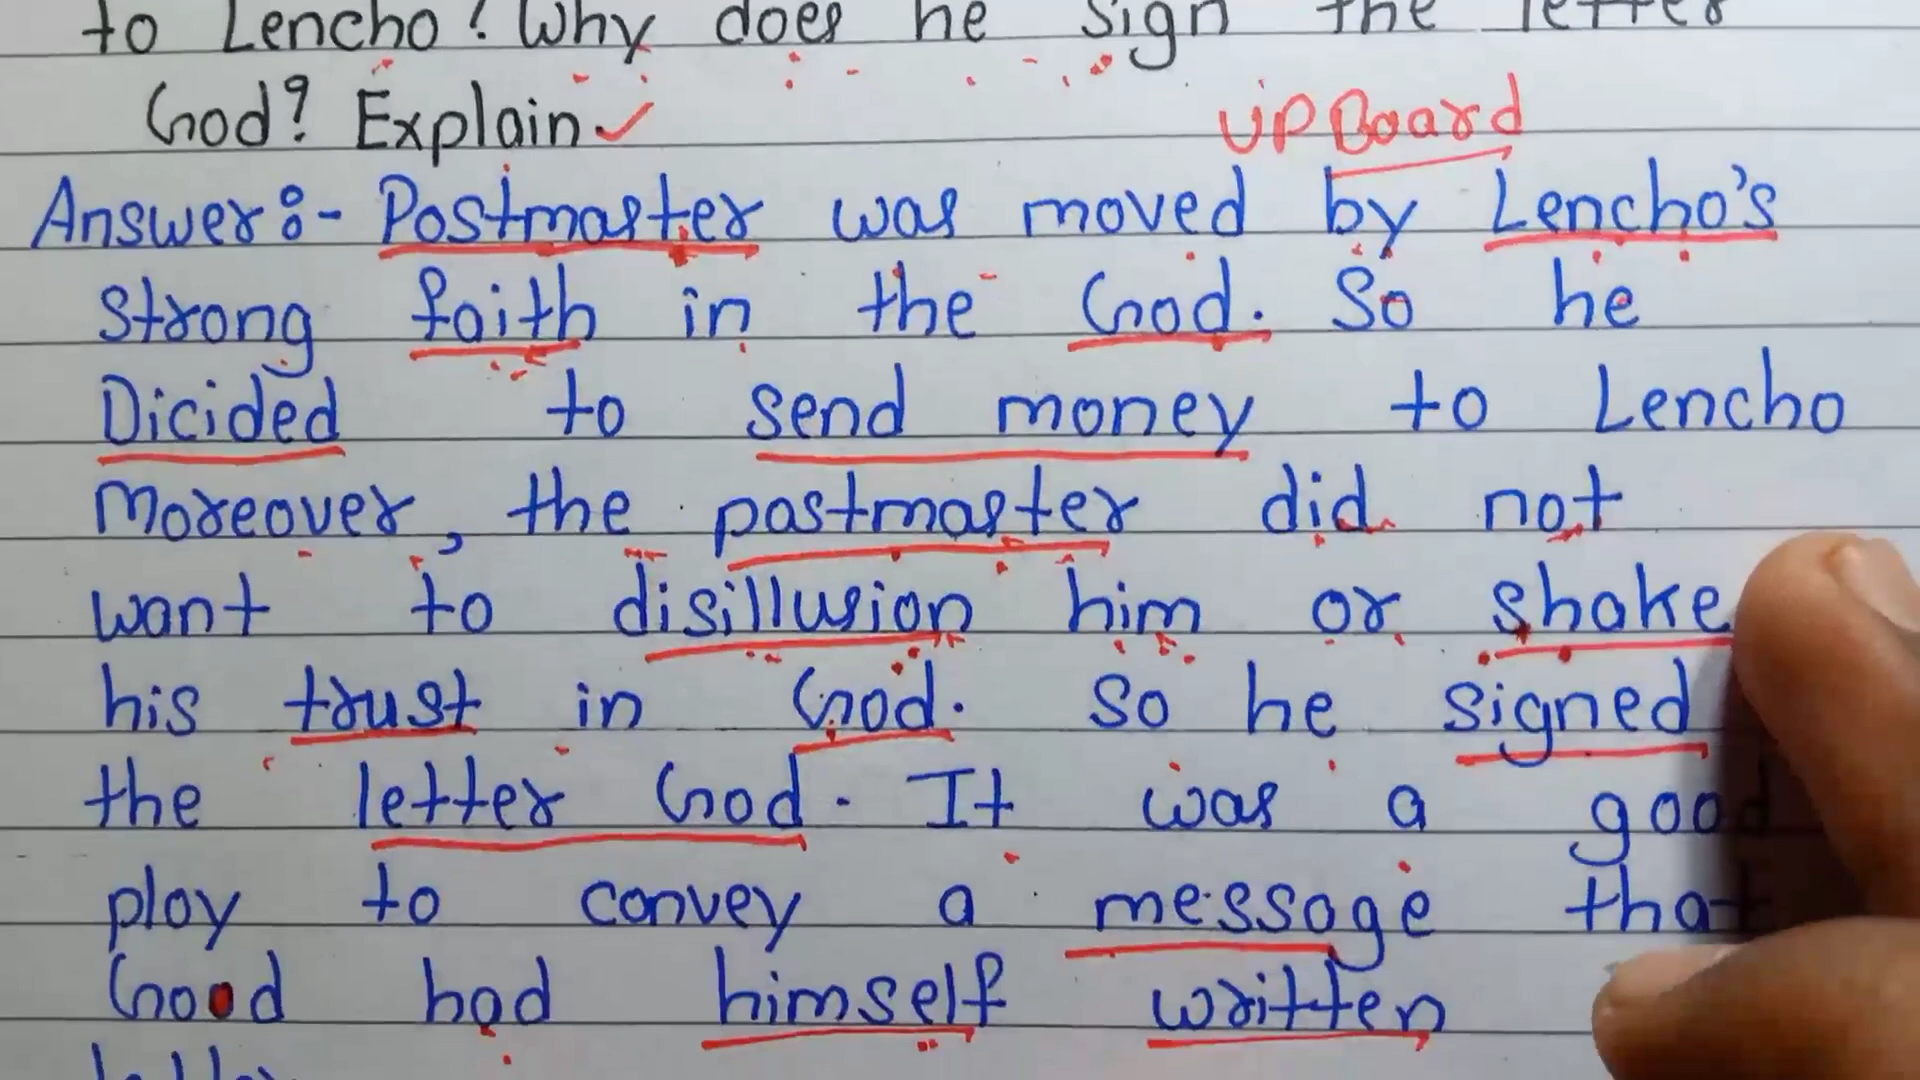 to Lencho? Why does he sign the letter
God? Explain
UP Board
Answer:- Postmaster was moved by Lencho's
strong faith in the God. So he
Dicided to send money to Lencho
Moreover, the postmaster did not
want to disillusion him or shake
his trust in God. So he signed
the letter God. It was a good
ploy to convey a message that
Good had himself written